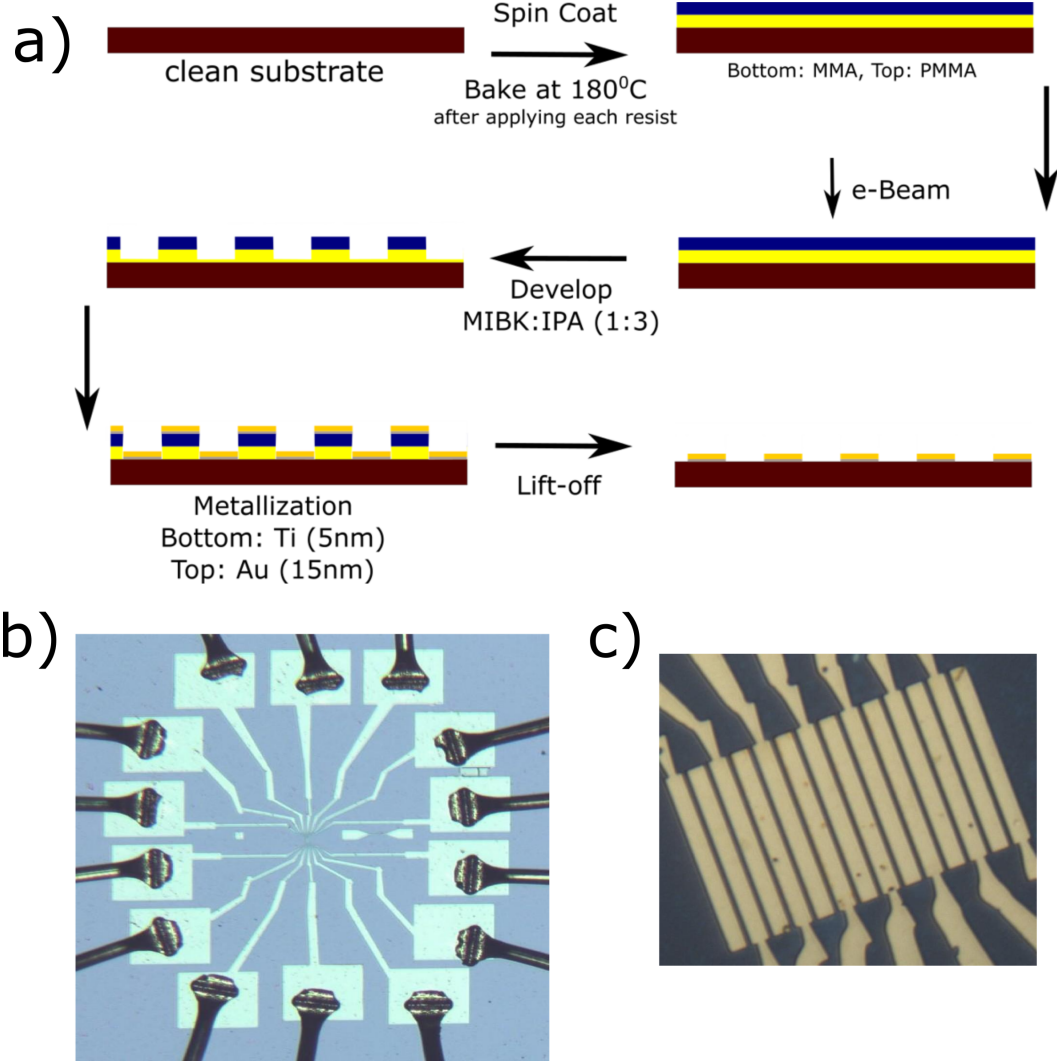 a)
clean substrate
Spin Coat
Bake at 180⁰C
after applying each resist
Bottom: MMA, Top: PMMA
e-Beam
Develop
MIBK:IPA (1:3)
Metallization
Bottom: Ti (5nm)
Top: Au (15nm)
Lift-off
b)
c)